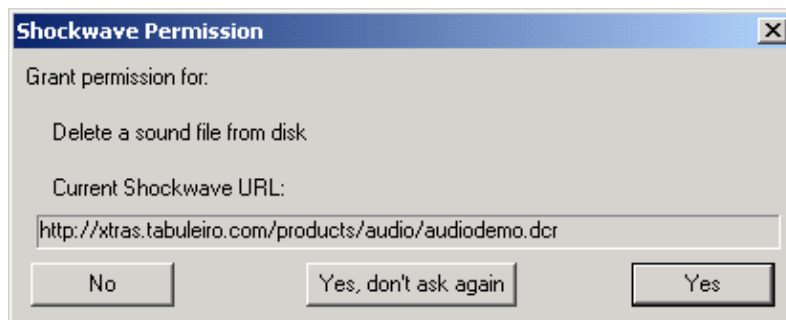 Shockwave Permission
Grant permission for:
Delete a sound file from disk
Current Shockwave URL:
http://xtras.tabuleiro.com/products/audio/audiodemo.dcr
No Yes, don't ask again Yes